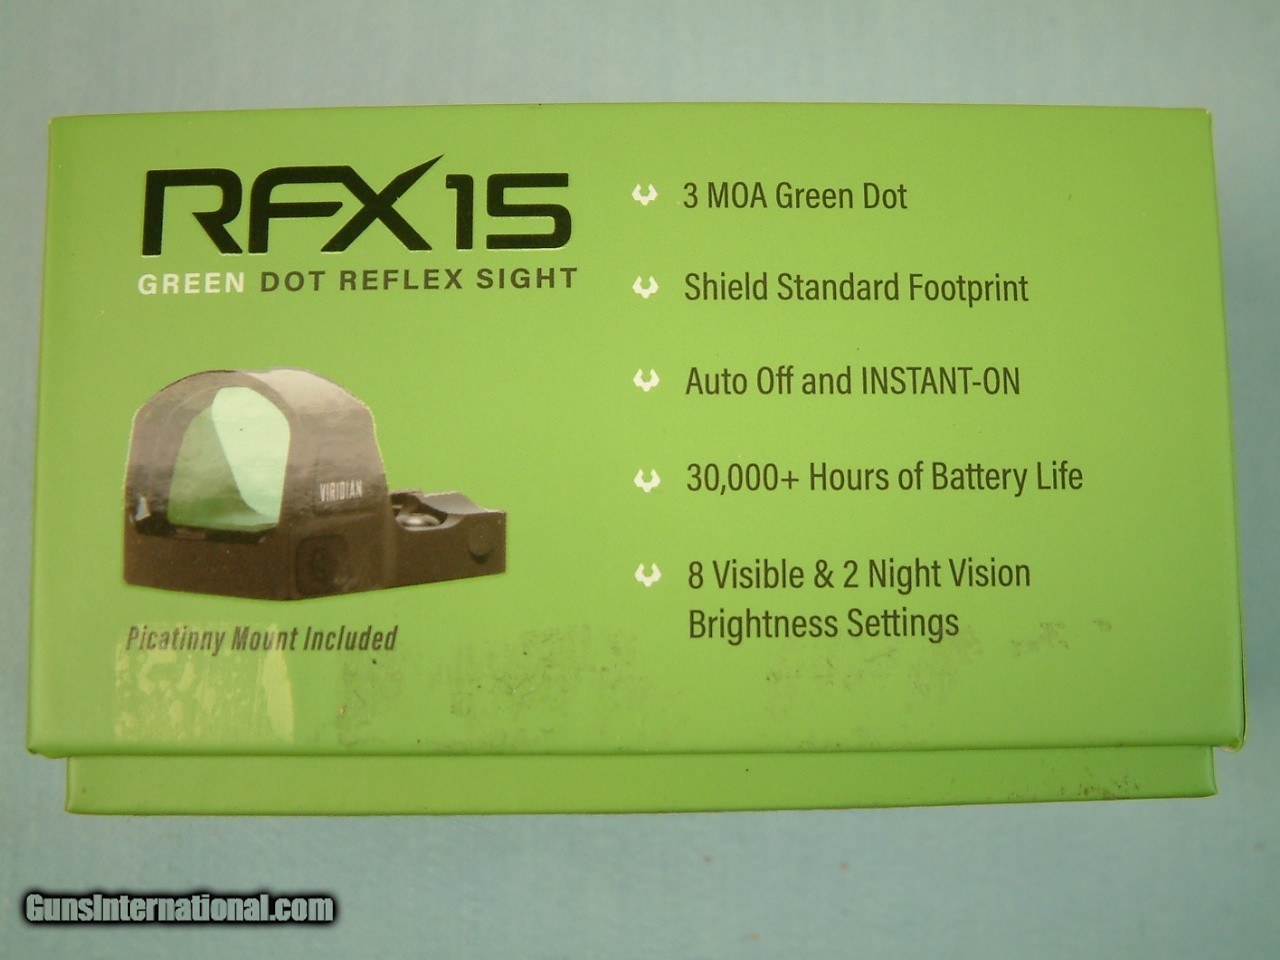 RFX15
GREEN DOT REFLEX SIGHT
VIRIDIAN
Picatinny Mount Included
3 MOA Green Dot
Shield Standard Footprint
Auto Off and INSTANT-ON
30,000+ Hours of Battery Life
8 Visible & 2 Night Vision
Brightness Settings
GunsInternational.com